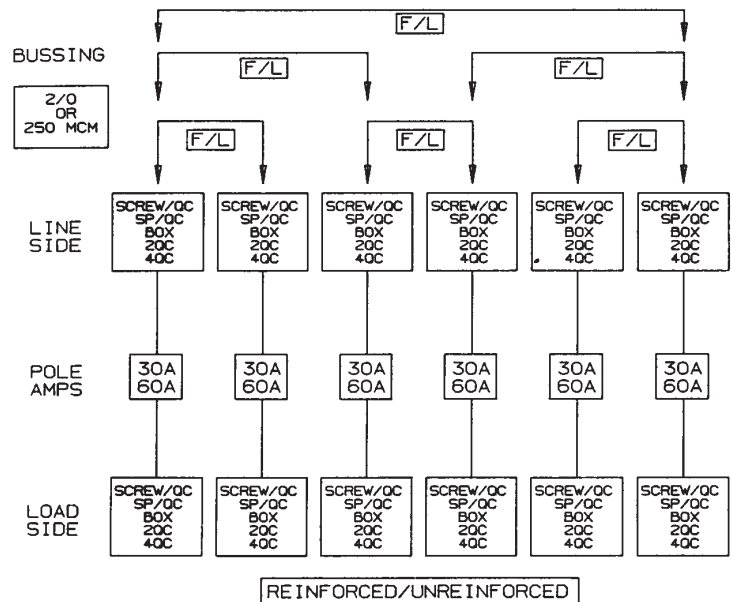 F/L
BUSSING
F/L F/L
2/0
OR
250 MCM
F/L F/L F/L
LINE
SIDE
SCREW/QC SCREW/QC SCREW/QC SCREW/QC SCREW/QC SCREW/QC
SP/QC SP/QC SP/QC SP/QC SP/QC SP/QC
BOX BOX BOX BOX BOX BOX
2QC 2QC 2QC 2QC 2QC 2QC
4QC 4QC 4QC 4QC 4QC 4QC
POLE
AMPS
30A 30A 30A 30A 30A 30A
60A 60A 60A 60A 60A 60A
LOAD
SIDE
SCREW/QC SCREW/QC SCREW/QC SCREW/QC SCREW/QC SCREW/QC
SP/QC SP/QC SP/QC SP/QC SP/QC SP/QC
BOX BOX BOX BOX BOX BOX
2QC 2QC 2QC 2QC 2QC 2QC
4QC 4QC 4QC 4QC 4QC 4QC
REINFORCED/UNREINFORCED